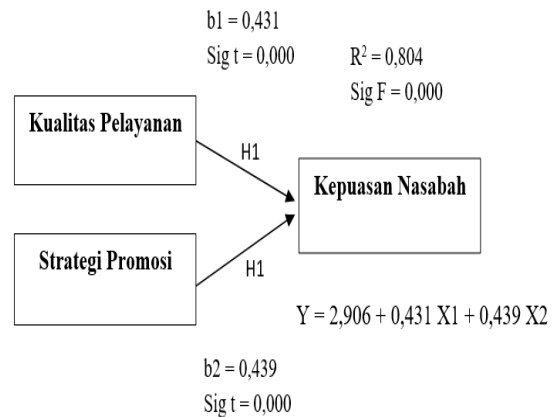 b1 = 0,431
Sig t = 0,000
R² = 0,804
Sig F = 0,000
Kualitas Pelayanan
H1
Kepuasan Nasabah
Strategi Promosi
H1
Y = 2,906 + 0,431 X1 + 0,439 X2
b2 = 0,439
Sig t = 0,000